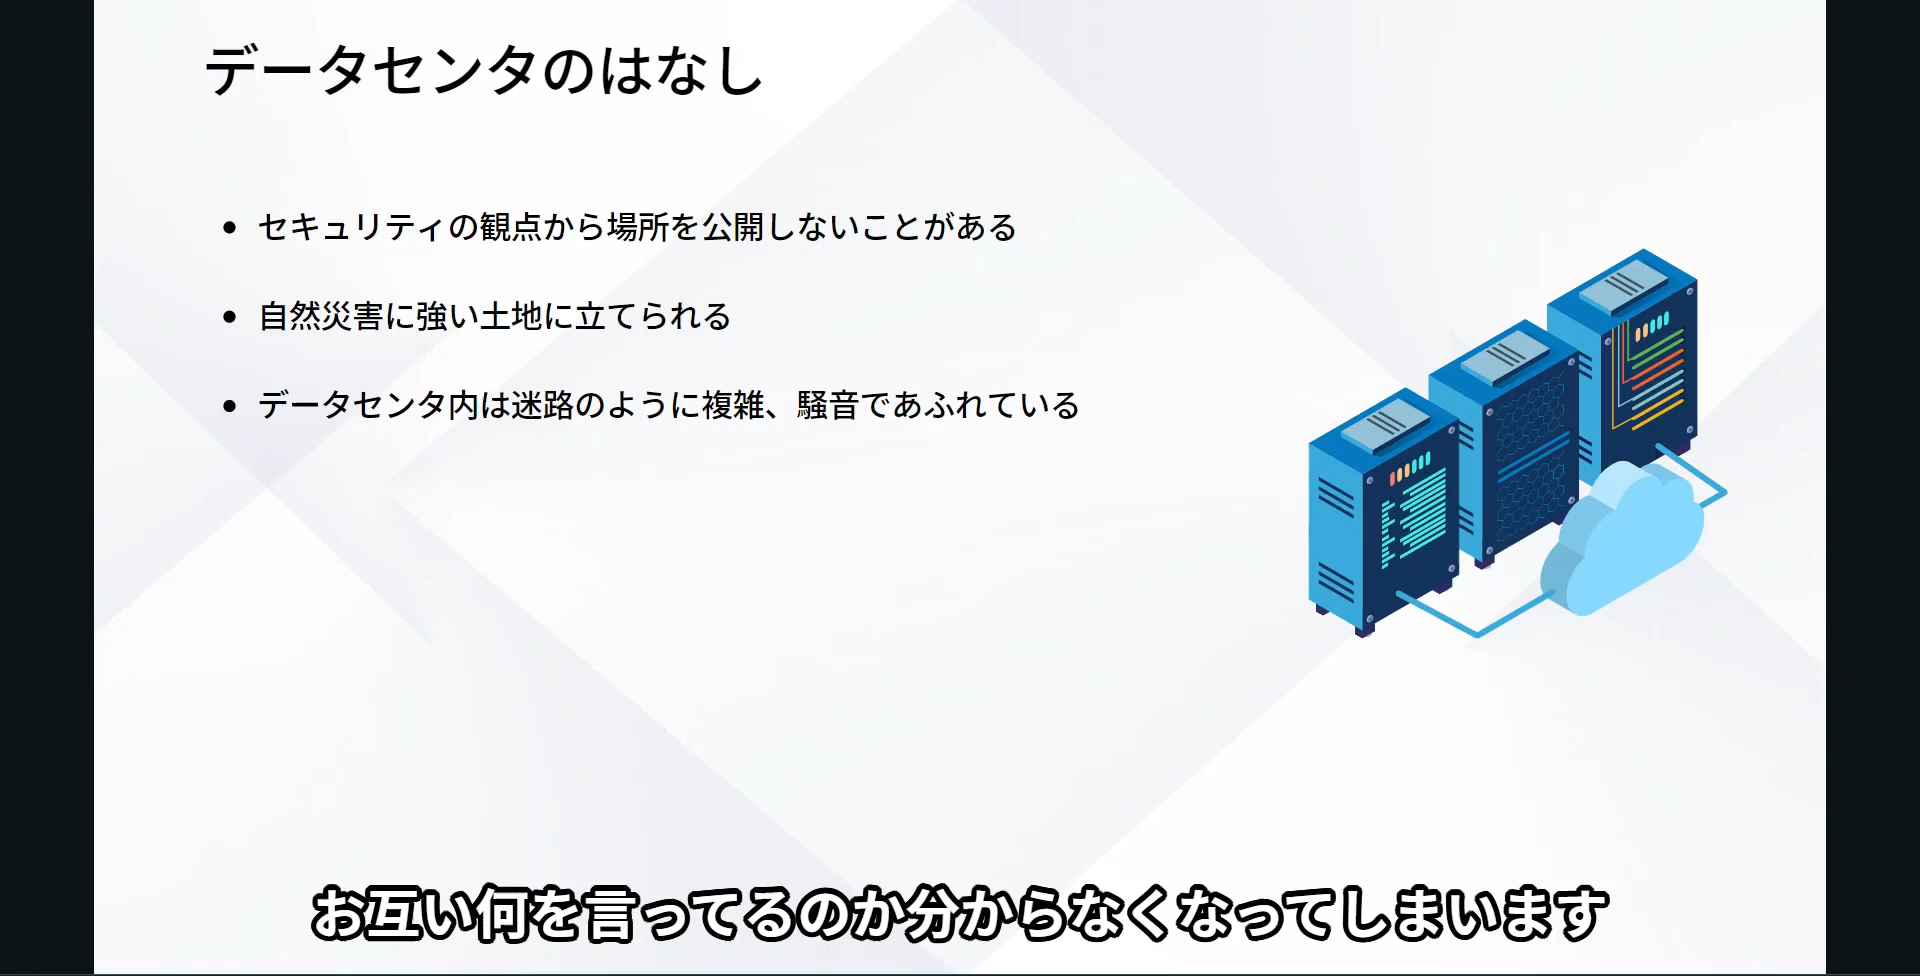 データセンタのはなし
セキュリティの観点から場所を公開しないことがある
自然災害に強い土地に立てられる
データセンタ内は迷路のように複雑、騒音であふれている
お互い何を言ってるのか分からなくなってしまいます